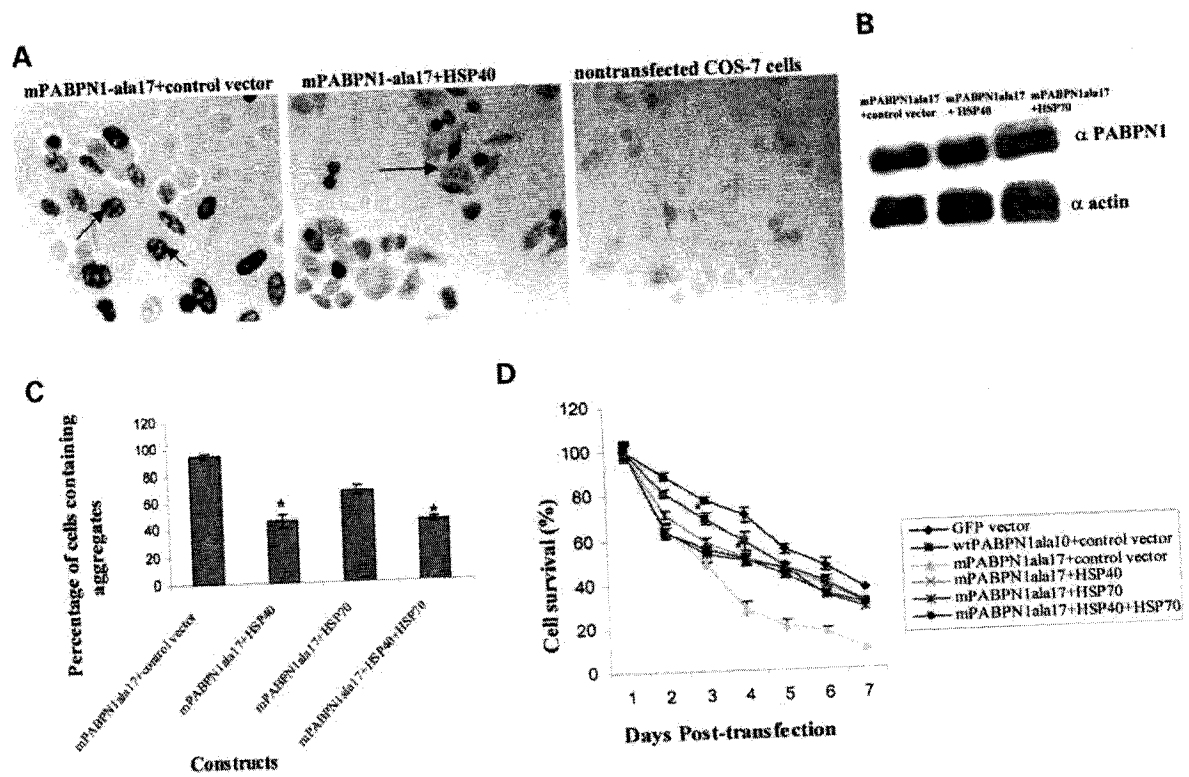 A
mPABPN1-ala17+control vector
mPABPN1-ala17+HSP40
nontransfected COS-7 cells
B
mPABPN1ala17
+control vector
mPABPN1ala17
+HSP40
mPABPN1ala17
+HSP70
α PABPN1
α actin
C
Percentage of cells containing
aggregates
120
100
80
60
40
20
0
*
*
mPABPN1ala17+control vector
mPABPN1ala17+HSP40
mPABPN1ala17+HSP70
mPABPN1ala17+HSP40+HSP70
Constructs
D
Cell survival (%)
120
100
80
60
40
20
0
1 2 3 4 5 6 7
Days Post-transfection
GFP vector
wtPABPN1ala10+control vector
mPABPN1ala17+control vector
mPABPN1ala17+HSP40
mPABPN1ala17+HSP70
mPABPN1ala17+HSP40+HSP70